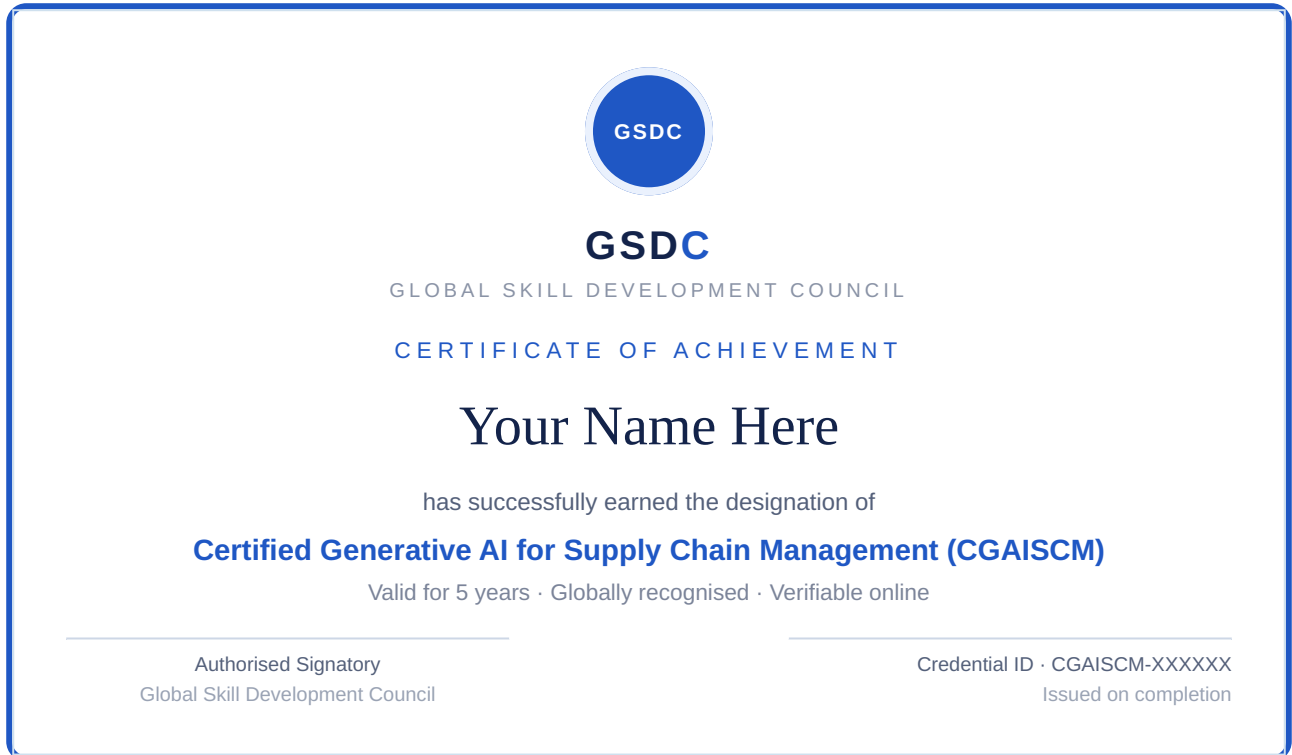 GSDC
GSDC
GLOBAL SKILL DEVELOPMENT COUNCIL
CERTIFICATE OF ACHIEVEMENT
Your Name Here
has successfully earned the designation of
Certified Generative AI for Supply Chain Management (CGAISCM)
Valid for 5 years · Globally recognised · Verifiable online
Authorised Signatory
Global Skill Development Council
Credential ID · CGAISCM-XXXXXX
Issued on completion